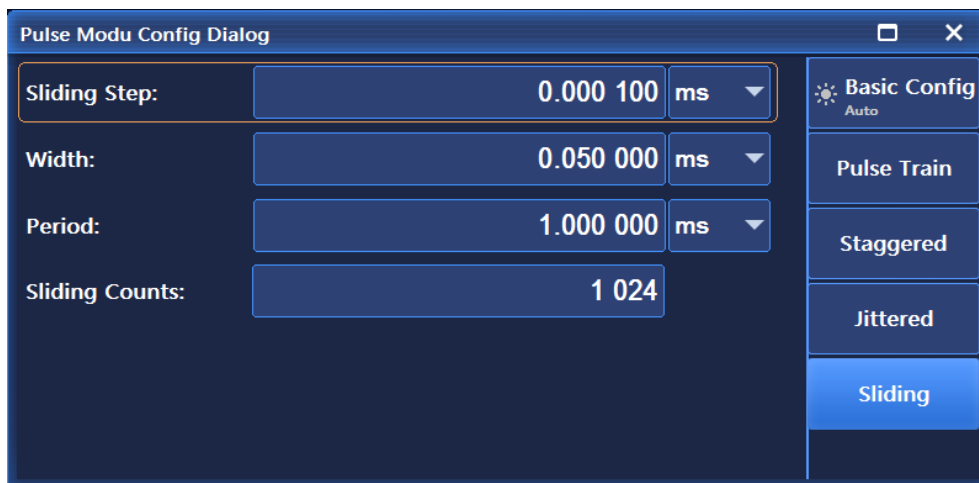 Pulse Modu Config Dialog
Sliding Step: 0.000 100 ms
Width: 0.050 000 ms
Period: 1.000 000 ms
Sliding Counts: 1 024
Basic Config
Auto
Pulse Train
Staggered
Jittered
Sliding